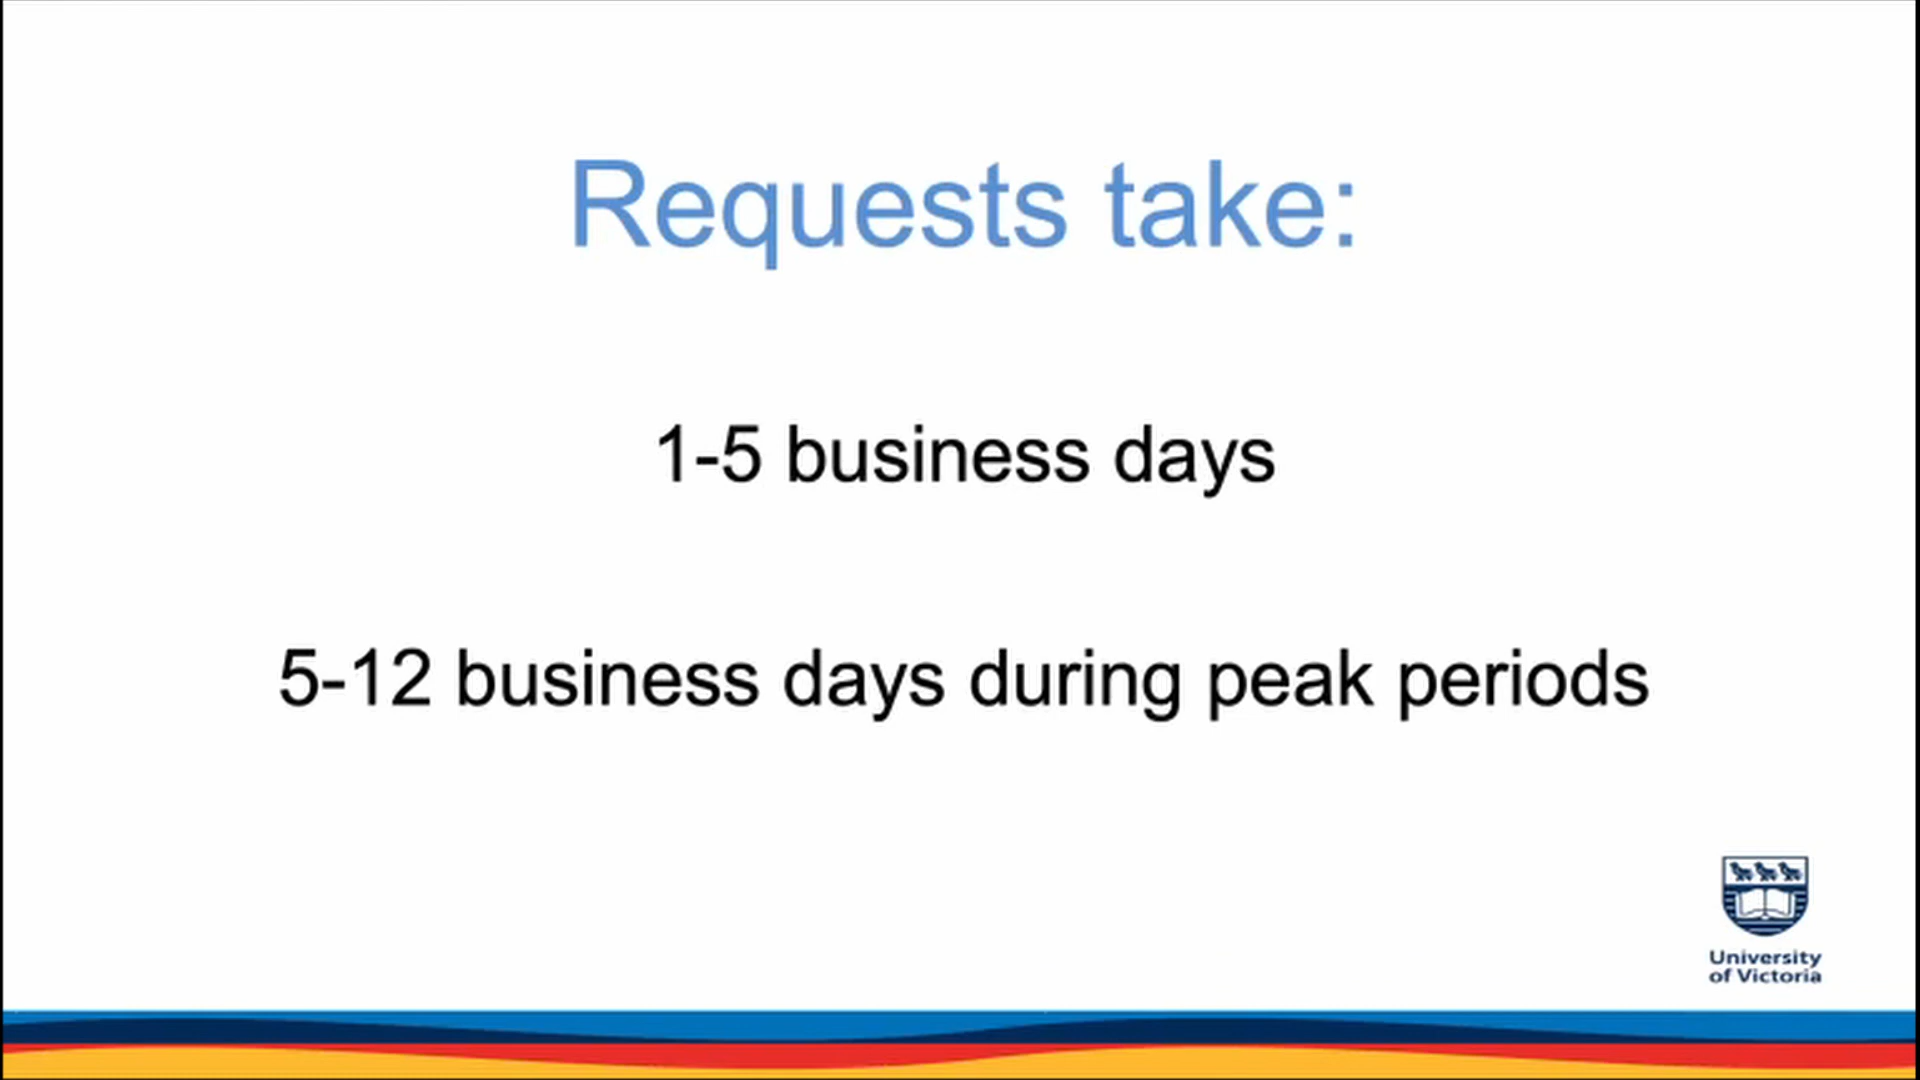 Requests take:
1-5 business days
5-12 business days during peak periods
University
of Victoria